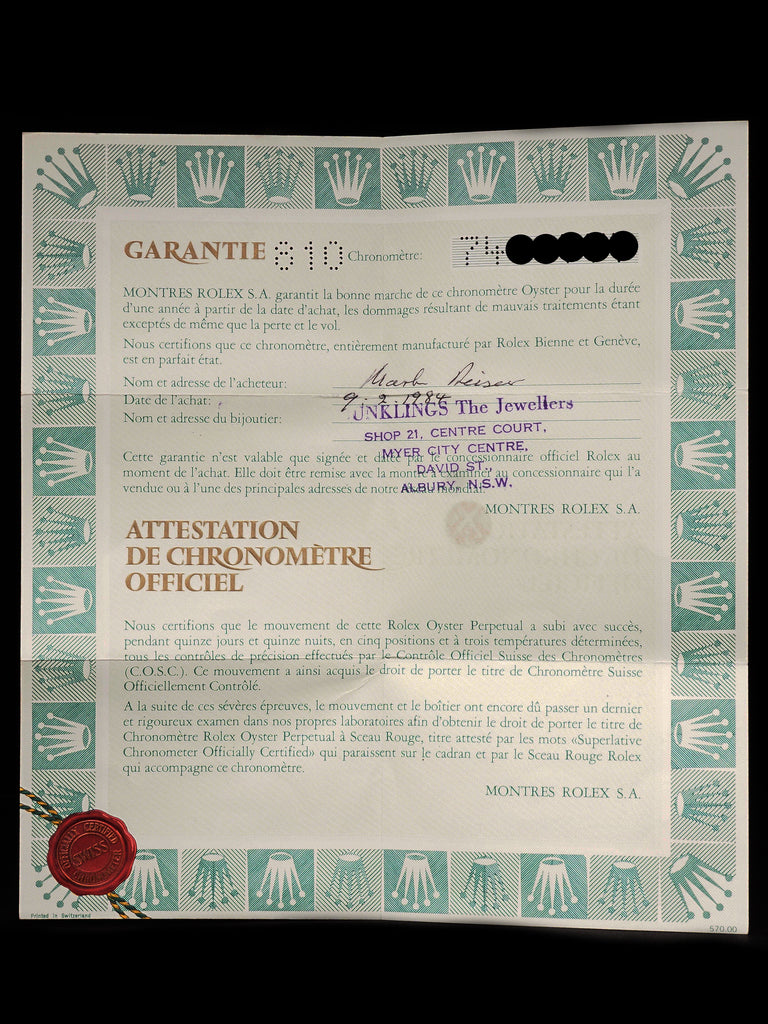 GARANTIE 810 Chronomètre: 74
MONTRES ROLEX S.A. garantit la bonne marche de ce chronomètre Oyster pour la durée
d'une année à partir de la date d'achat, les dommages résultant de mauvais traitements étant
exceptés de même que la perte et le vol.
Nous certifions que ce chronomètre, entièrement manufacturé par Rolex Bienne et Genève,
est en parfait état.
Nom et adresse de l'acheteur: Mark
Date de l'achat: 9.2.1984
Nom et adresse du bijoutier: UNKLINGS The Jewellers
SHOP 21, CENTRE COURT,
MYER CITY CENTRE,
DAVID ST.,
ALBURY, N.S.W.
Cette garantie n'est valable que signée et datée par le concessionnaire officiel Rolex au
moment de l'achat. Elle doit être remise avec la montre à examiner au concessionnaire qui l'a
vendue ou à l'une des principales adresses de notre réseau mondial.
MONTRES ROLEX S.A.
ATTESTATION
DE CHRONOMÈTRE
OFFICIEL
Nous certifions que le mouvement de cette Rolex Oyster Perpetual a subi avec succès,
pendant quinze jours et quinze nuits, en cinq positions et à trois températures déterminées,
tous les contrôles de précision effectués par le Contrôle Officiel Suisse des Chronomètres
(C.O.S.C.). Ce mouvement a ainsi acquis le droit de porter le titre de Chronomètre Suisse
Officiellement Contrôlé.
A la suite de ces sévères épreuves, le mouvement et le boîtier ont encore dû passer un dernier
et rigoureux examen dans nos propres laboratoires afin d'obtenir le droit de porter le titre de
Chronomètre Rolex Oyster Perpetual à Sceau Rouge, titre attesté par les mots «Superlative
Chronometer Officially Certified» qui paraissent sur le cadran et par le Sceau Rouge Rolex
qui accompagne ce chronomètre.
MONTRES ROLEX S.A.
OFFICIALLY CERTIFIED
SWISS
CHRONOMETER
Printed in Switzerland
570.00